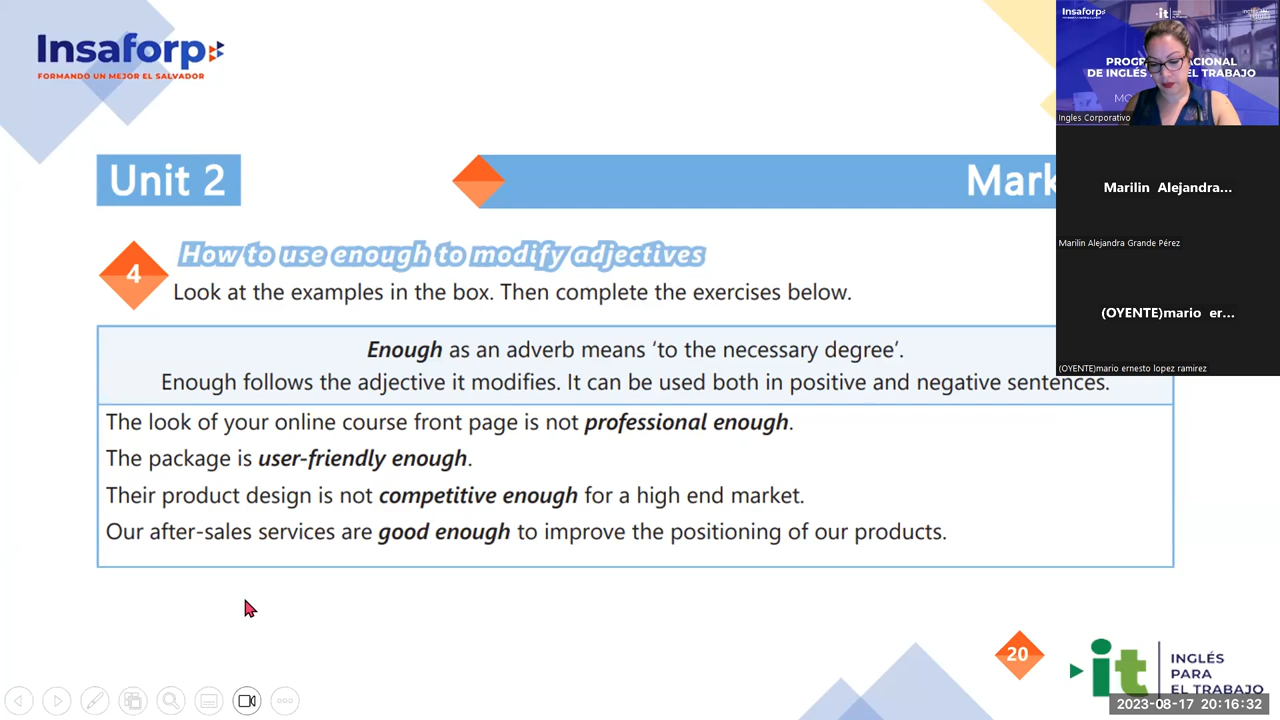 Insaforp
FORMANDO UN MEJOR EL SALVADOR
Insaforp
it
PROG
ACIONAL
DE INGLÉS
EL TRABAJO
Ingles Corporativo
Marilin Alejandra...
Marilin Alejandra Grande Pérez
(OYENTE)mario er...
(OYENTE)mario ernesto lopez ramirez
Unit 2
Mark
4
How to use enough to modify adjectives
Look at the examples in the box. Then complete the exercises below.
Enough as an adverb means ‘to the necessary degree’.
Enough follows the adjective it modifies. It can be used both in positive and negative sentences.
The look of your online course front page is not professional enough.
The package is user-friendly enough.
Their product design is not competitive enough for a high end market.
Our after-sales services are good enough to improve the positioning of our products.
20
it
INGLÉS
PARA
EL TRABAJO
2023-08-17 20:16:32